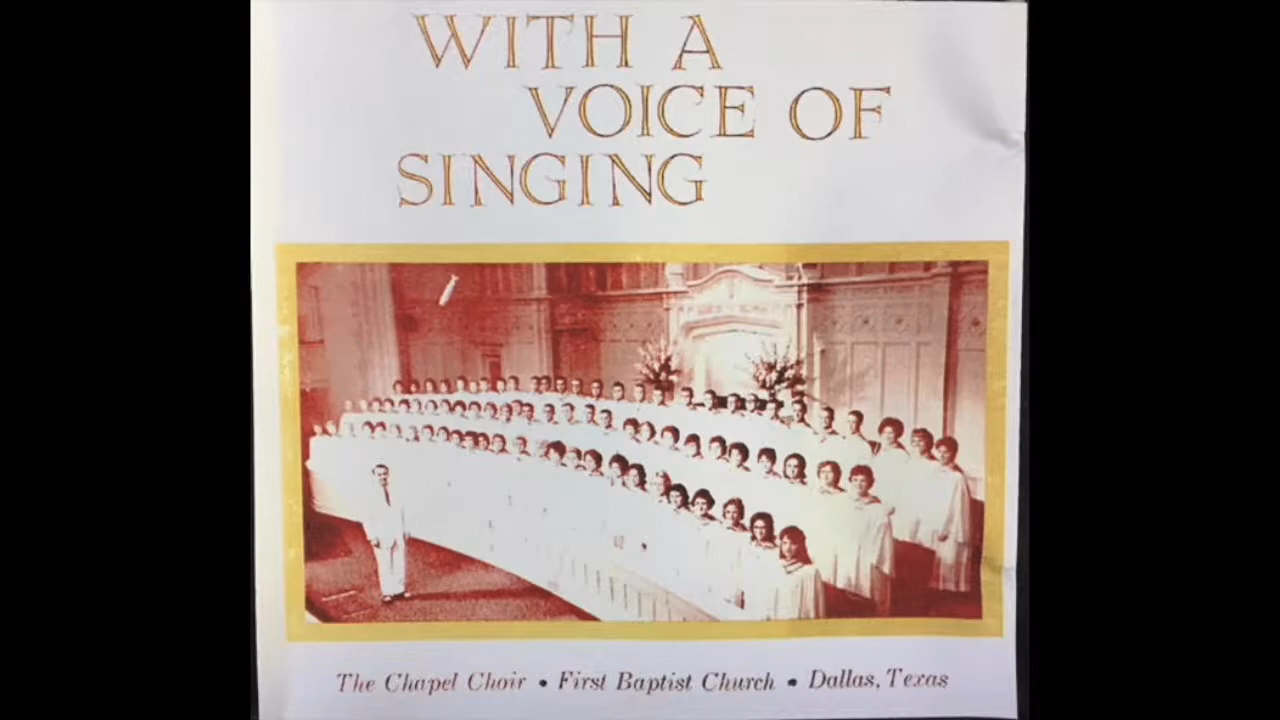 WITH A
VOICE OF
SINGING
The Chapel Choir • First Baptist Church • Dallas, Texas